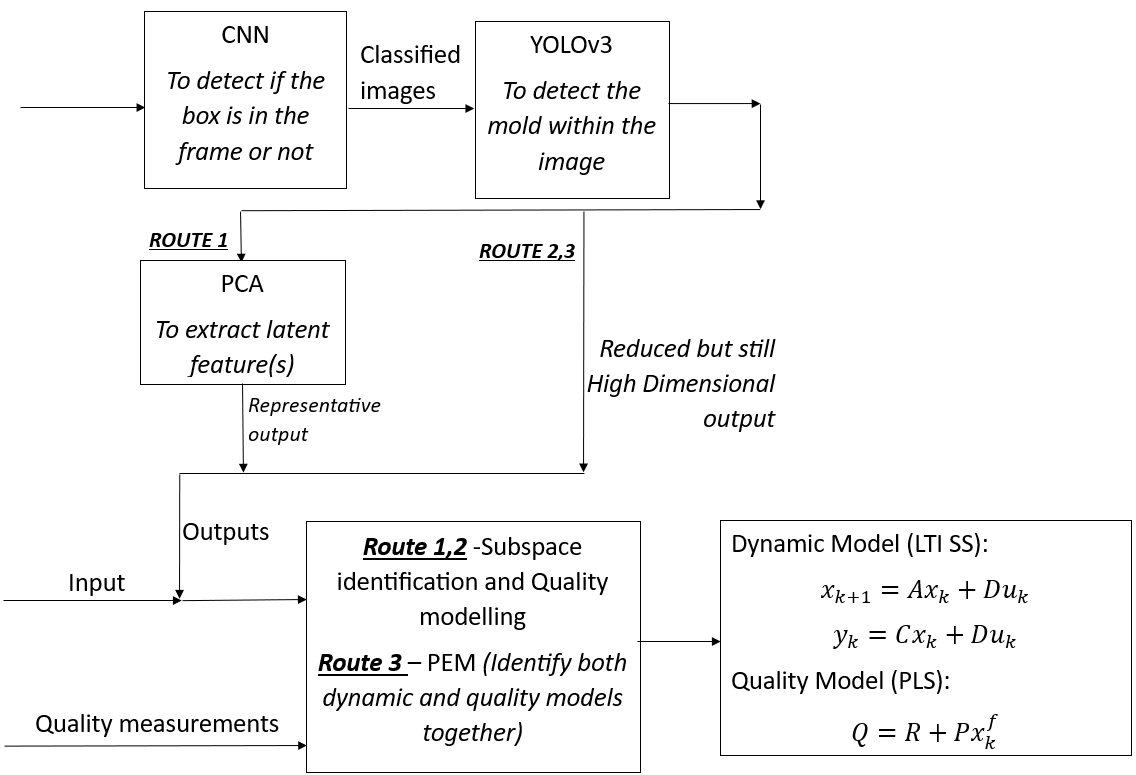 CNN
To detect if the
box is in the
frame or not
Classified
images
YOLOv3
To detect the
mold within the
image
ROUTE 1
ROUTE 2,3
PCA
To extract latent
feature(s)
Representative
output
Reduced but still
High Dimensional
output
Outputs
Input
Quality measurements
Route 1,2 -Subspace
identification and Quality
modelling
Route 3 – PEM (Identify both
dynamic and quality models
together)
Dynamic Model (LTI SS):
x_{k+1} = Ax_k + Du_k
y_k = Cx_k + Du_k
Quality Model (PLS):
Q = R + Px_k^f